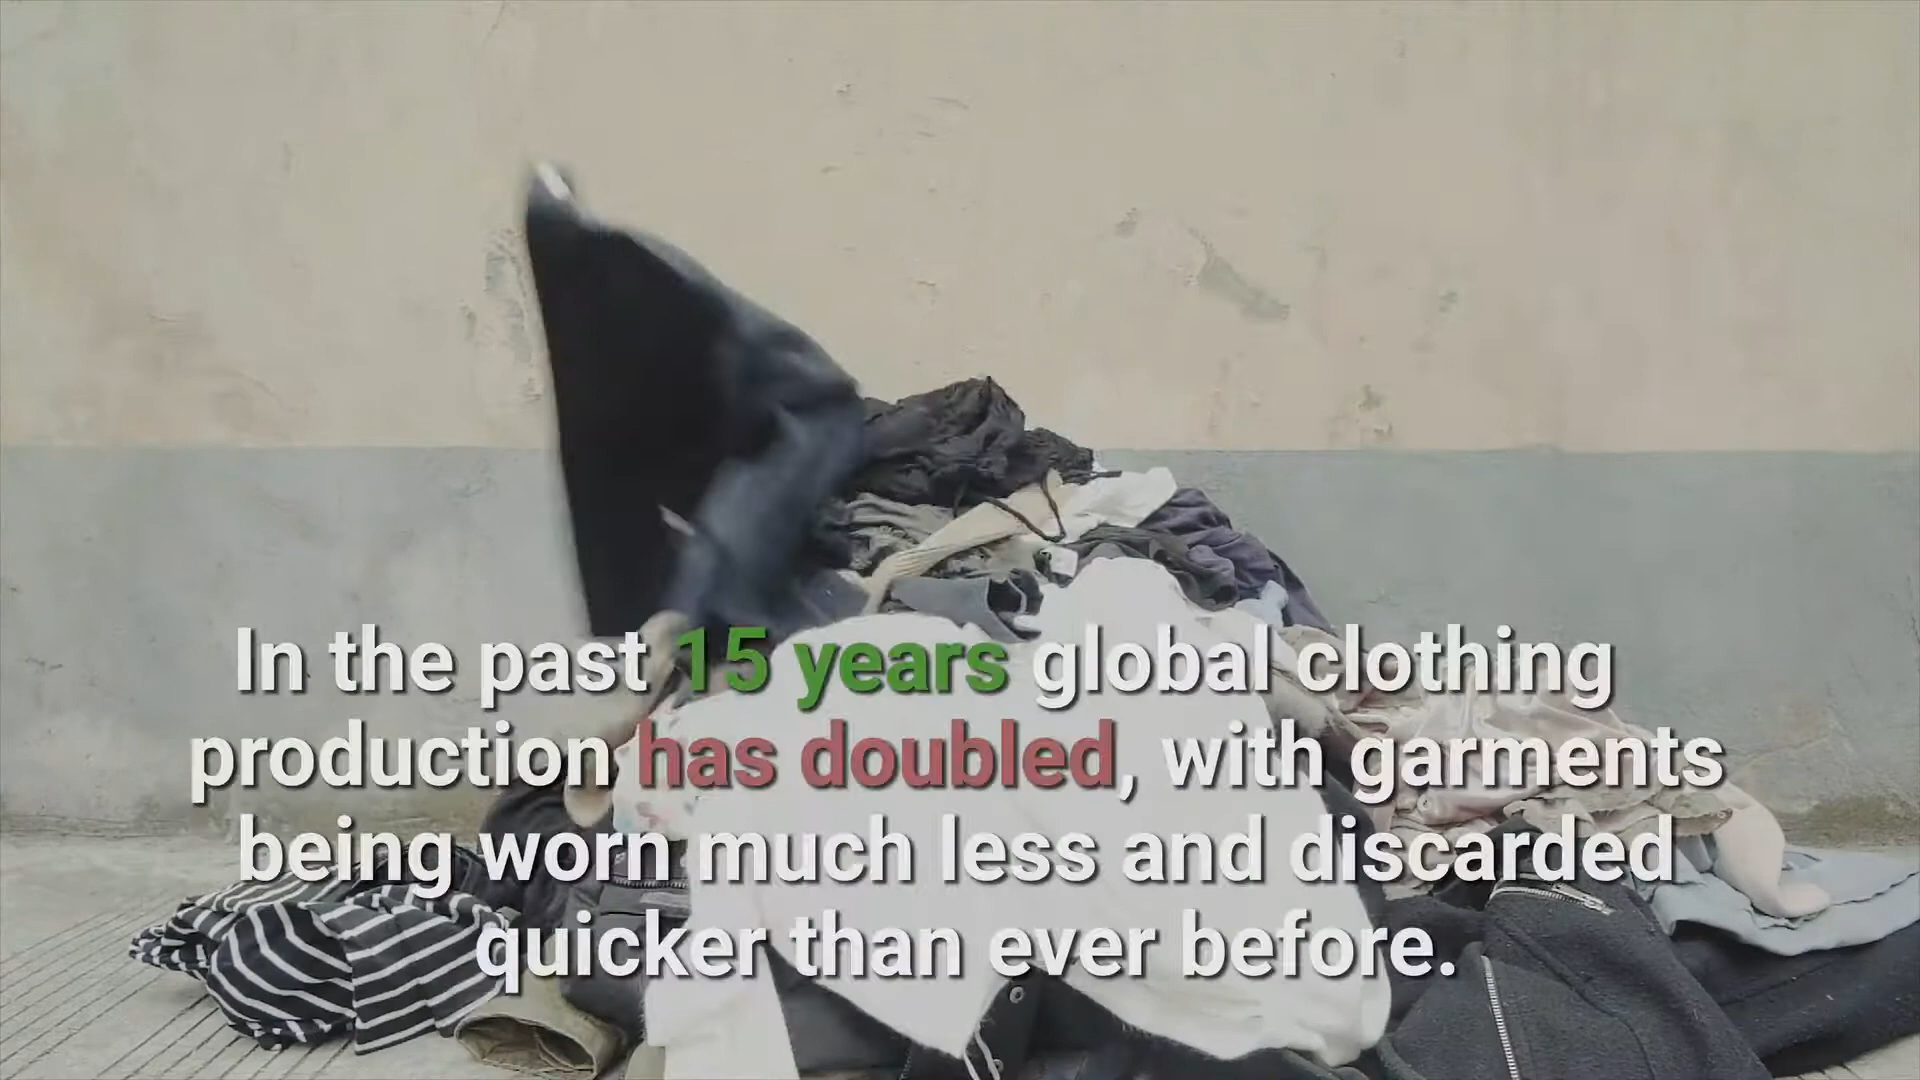 In the past 15 years global clothing
production has doubled, with garments
being worn much less and discarded
quicker than ever before.